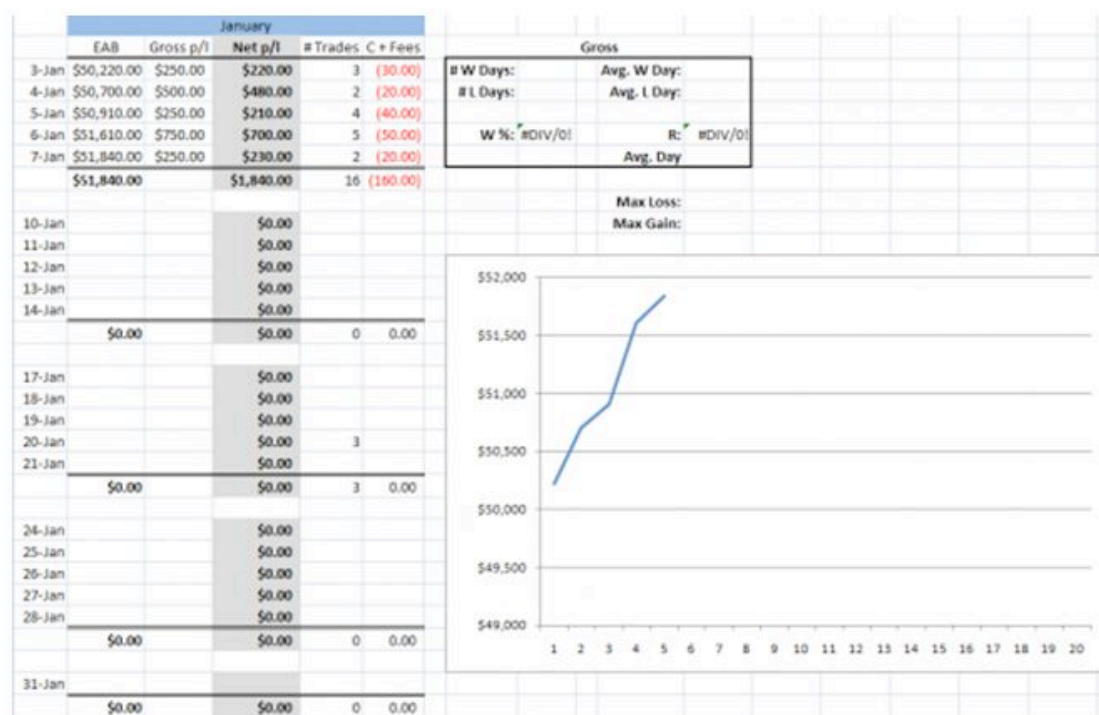 January
EAB Gross p/l Net p/l # Trades C + Fees Gross
3-Jan $50,220.00 $250.00 $220.00 3 (30.00) # W Days: Avg. W Day:
4-Jan $50,700.00 $500.00 $480.00 2 (20.00) # L Days: Avg. L Day:
5-Jan $50,910.00 $250.00 $210.00 4 (40.00)
6-Jan $51,610.00 $750.00 $700.00 5 (50.00) W %: #DIV/0! R: #DIV/0!
7-Jan $51,840.00 $250.00 $230.00 2 (20.00) Avg. Day
$51,840.00 $1,840.00 16 (160.00)
Max Loss:
10-Jan $0.00 Max Gain:
11-Jan $0.00
12-Jan $0.00
13-Jan $0.00
14-Jan $0.00
$0.00 $0.00 0 0.00
17-Jan $0.00
18-Jan $0.00
19-Jan $0.00
20-Jan $0.00 3
21-Jan $0.00
$0.00 $0.00 3 0.00
24-Jan $0.00
25-Jan $0.00
26-Jan $0.00
27-Jan $0.00
28-Jan $0.00
$0.00 $0.00 0 0.00
31-Jan
$0.00 $0.00 0 0.00
$52,000
$51,500
$51,000
$50,500
$50,000
$49,500
$49,000
1 2 3 4 5 6 7 8 9 10 11 12 13 14 15 16 17 18 19 20